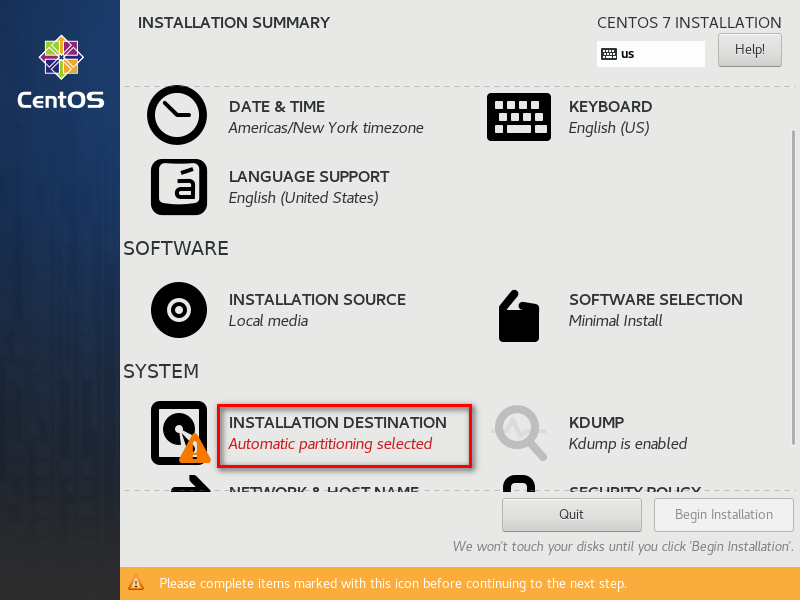 INSTALLATION SUMMARY
CENTOS 7 INSTALLATION
us
Help!
CentOS
DATE & TIME
Americas/New York timezone
KEYBOARD
English (US)
LANGUAGE SUPPORT
English (United States)
SOFTWARE
INSTALLATION SOURCE
Local media
SOFTWARE SELECTION
Minimal Install
SYSTEM
INSTALLATION DESTINATION
Automatic partitioning selected
KDUMP
Kdump is enabled
NETWORK & HOST NAME
SECURITY POLICY
Quit
Begin Installation
We won't touch your disks until you click 'Begin Installation'.
Please complete items marked with this icon before continuing to the next step.